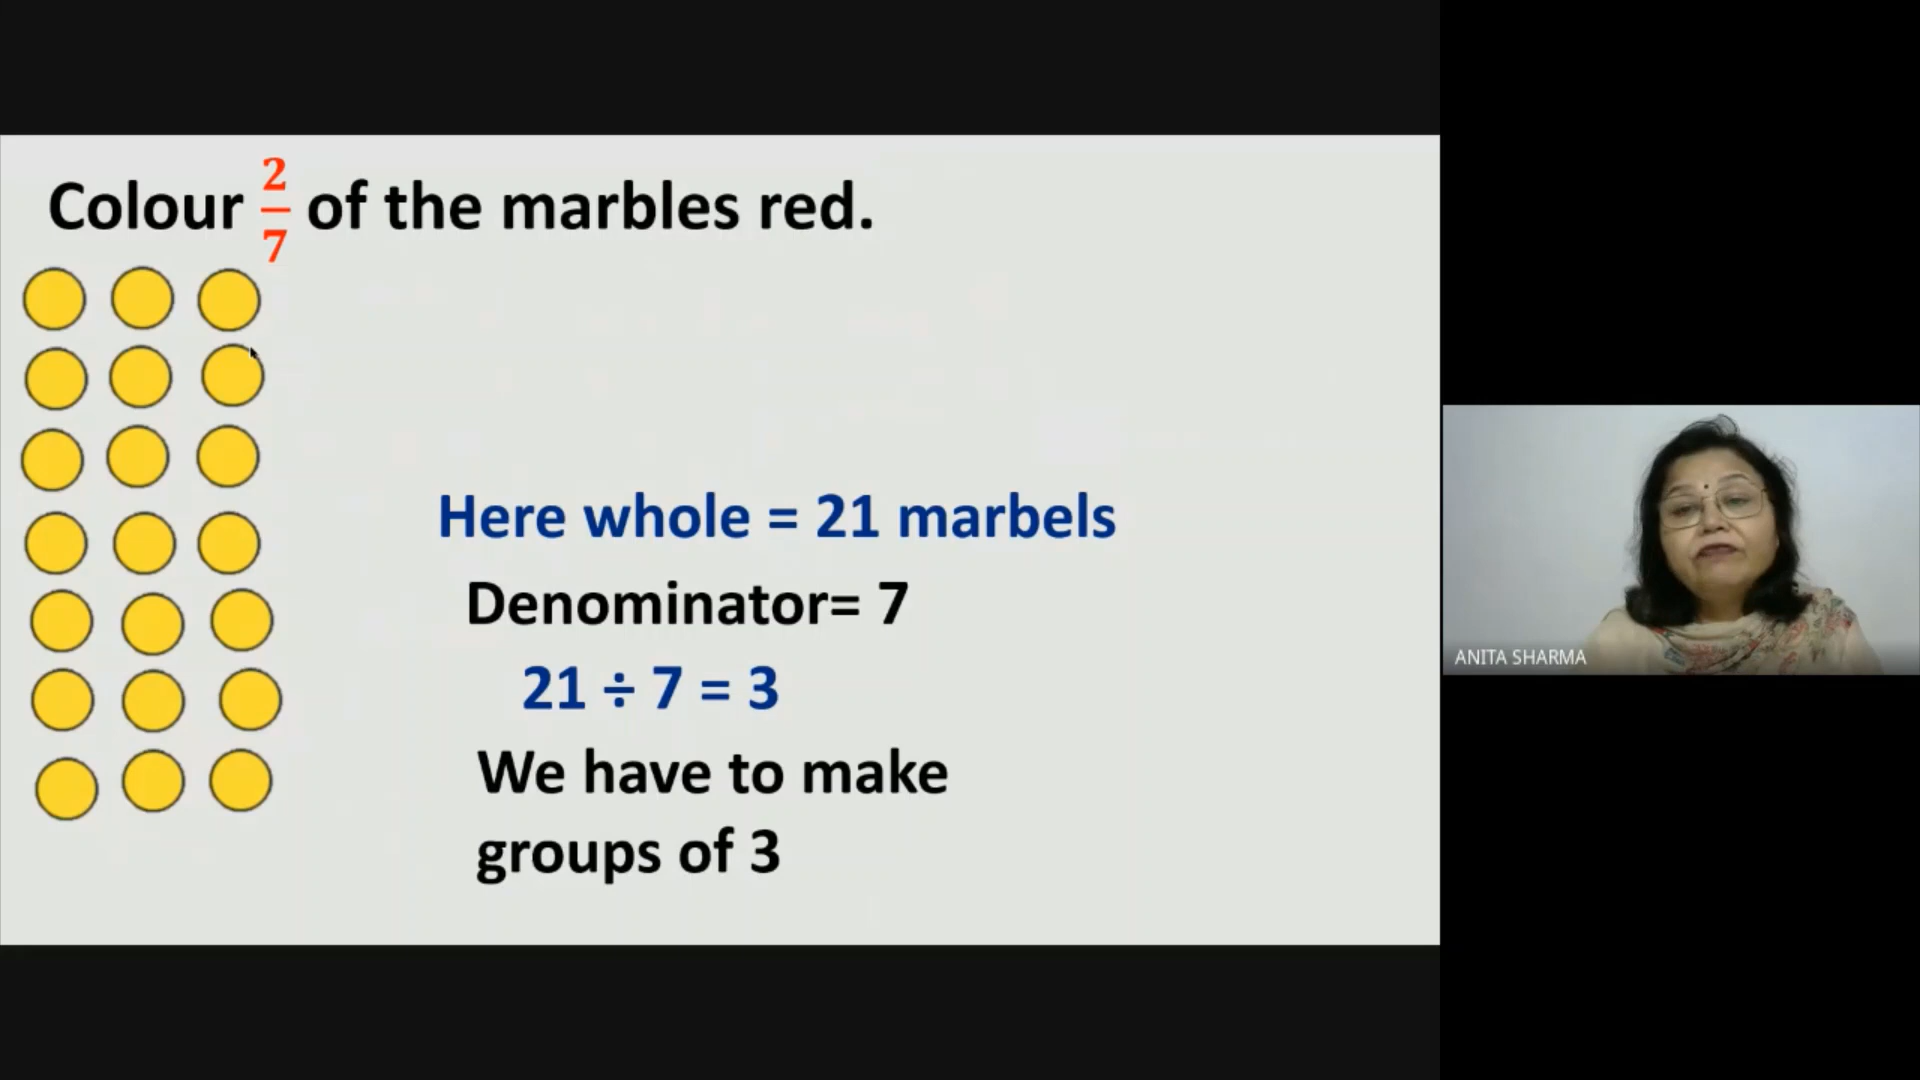 Colour 2/7 of the marbles red.
Here whole = 21 marbels
Denominator= 7
21 ÷ 7 = 3
We have to make
groups of 3
ANITA SHARMA